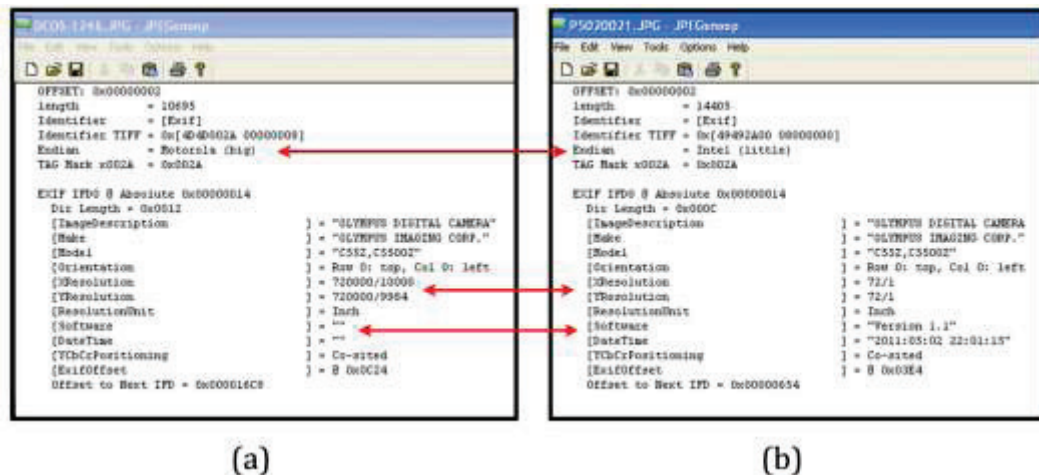 JPEGsnoop
File Edit View Tools Options Help
OFFSET: 0x00000002
length = 10695
Identifier = [Exif]
Identifier TIFF = 0x[4D4D002A 00000008]
Endian = Motorola (big)
TAG Mark x002A = 0x002A
EXIF IFD0 @ Absolute 0x00000014
Dir Length = 0x0012
[ImageDescription ] = "OLYMPUS DIGITAL CAMERA"
[Make ] = "OLYMPUS IMAGING CORP."
[Model ] = "C55Z,C5500Z"
[Orientation ] = Row 0: top, Col 0: left
[XResolution ] = 720000/10000
[YResolution ] = 720000/9984
[ResolutionUnit ] = Inch
[Software ] = ""
[DateTime ] = ""
[YCbCrPositioning ] = Co-sited
[ExifOffset ] = @ 0x0C24
Offset to Next IFD = 0x000016C8
(a)
P5020021.JPG - JPEGsnoop
File Edit View Tools Options Help
OFFSET: 0x00000002
length = 14405
Identifier = [Exif]
Identifier TIFF = 0x[49492A00 08000000]
Endian = Intel (little)
TAG Mark x002A = 0x002A
EXIF IFD0 @ Absolute 0x00000014
Dir Length = 0x000C
[ImageDescription ] = "OLYMPUS DIGITAL CAMERA
[Make ] = "OLYMPUS IMAGING CORP."
[Model ] = "C55Z,C5500Z"
[Orientation ] = Row 0: top, Col 0: left
[XResolution ] = 72/1
[YResolution ] = 72/1
[ResolutionUnit ] = Inch
[Software ] = "Version 1.1"
[DateTime ] = "2011:05:02 22:01:15"
[YCbCrPositioning ] = Co-sited
[ExifOffset ] = @ 0x03E4
Offset to Next IFD = 0x00000654
(b)